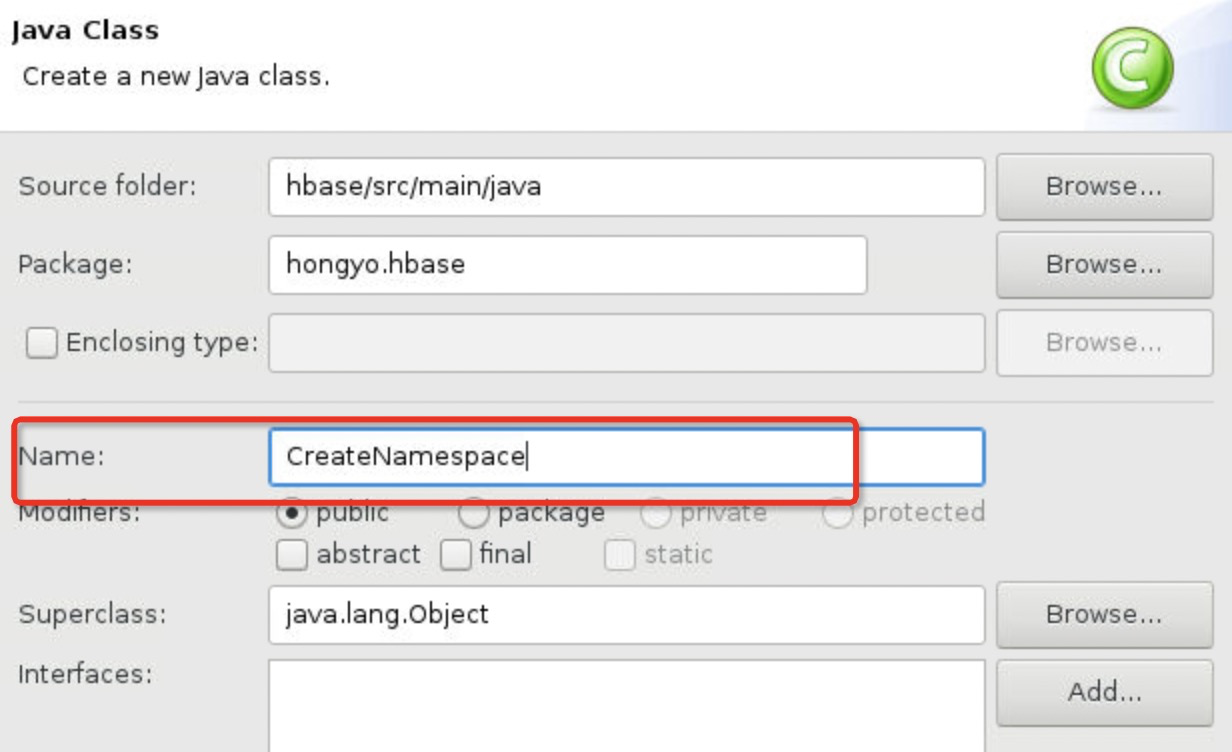 Java Class
Create a new Java class.
Source folder: hbase/src/main/java Browse...
Package: hongyo.hbase Browse...
Enclosing type: Browse...
Name: CreateNamespace
Modifiers: public package private protected
abstract final static
Superclass: java.lang.Object Browse...
Interfaces: Add...